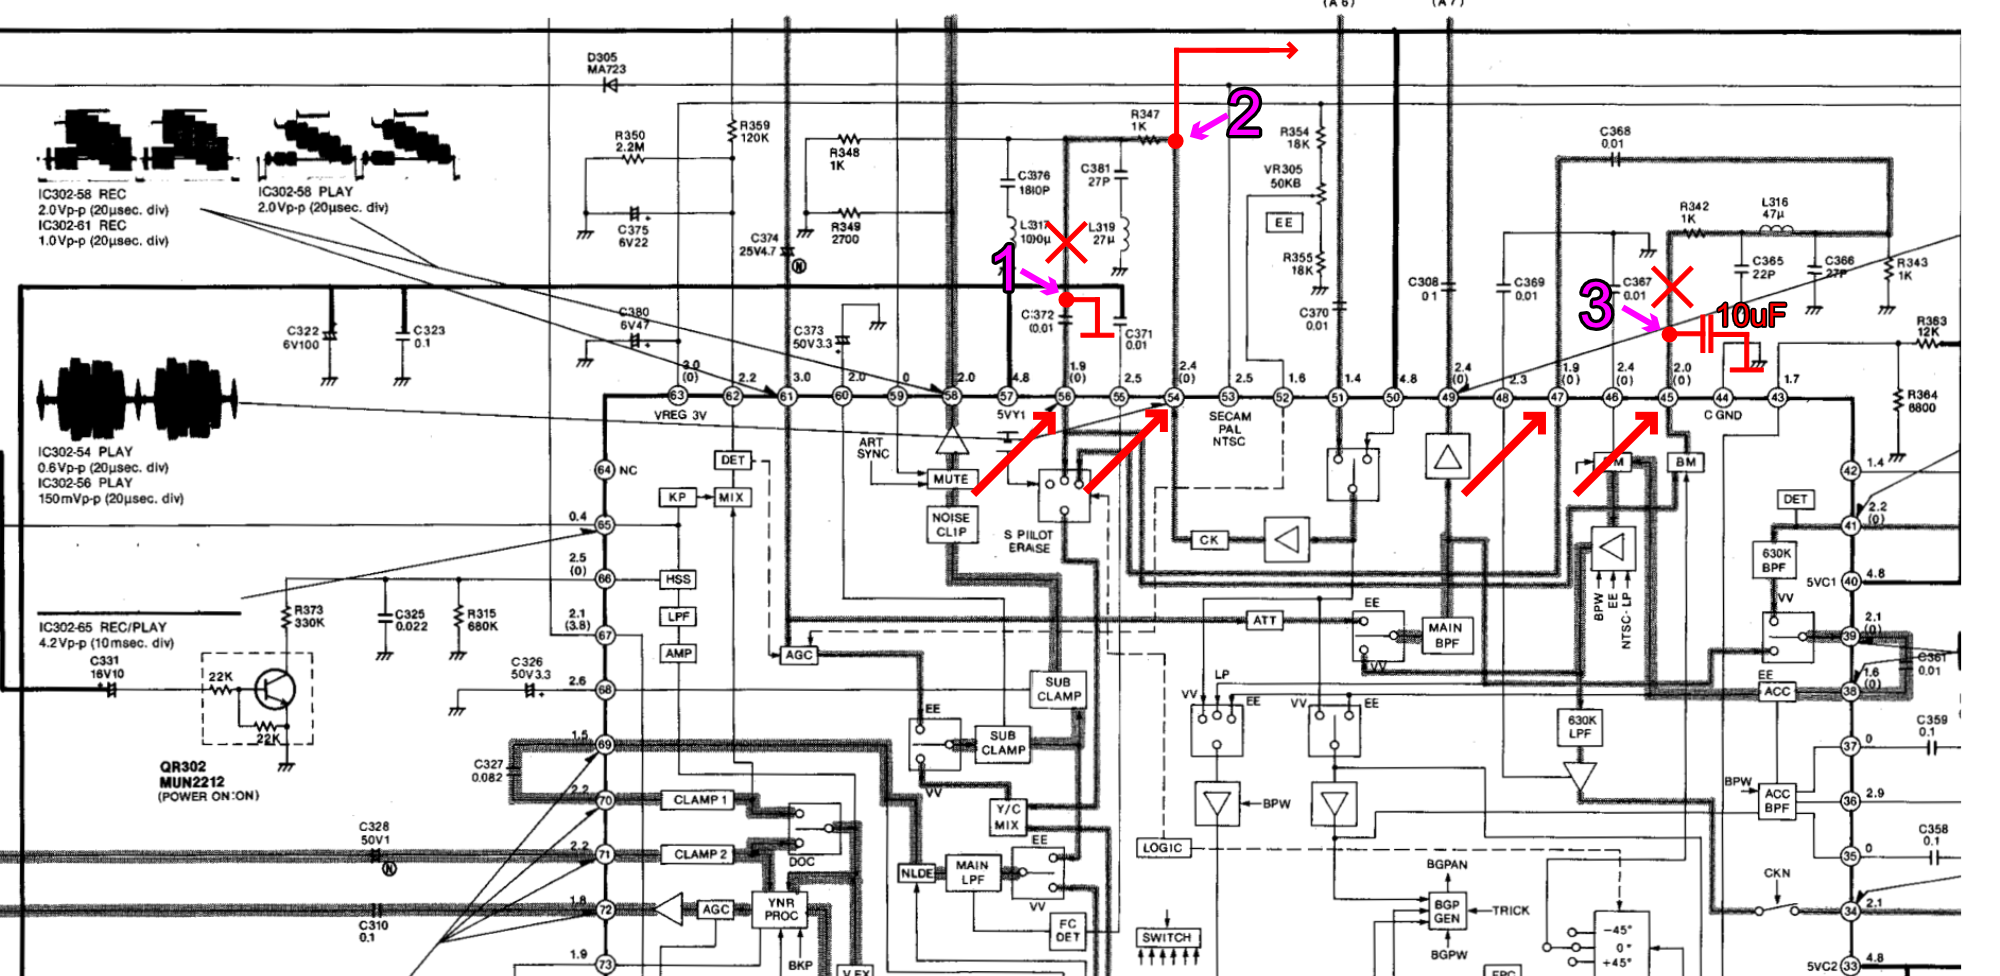 (A 6)
(A 7)
D305
MA723
R350
2.2M
R359
120K
R348
1K
R349
2700
C375
6V22
C374
25V4.7
N
C376
1810P
L317
1010μ
C381
27P
L319
27μ
R347
1K
2
R354
18K
VR305
50KB
EE
R355
18K
C368
0.01
R342
1K
L316
47μ
C365
22P
C366
27P
R343
1K
IC302-58 REC
2.0Vp-p (20μsec. div)
IC302-61 REC
1.0Vp-p (20μsec. div)
IC302-58 PLAY
2.0Vp-p (20μsec. div)
1
3
10uF
C322
6V100
C323
0.1
C380
6V47
C373
50V3.3
C372
(0.01
C371
0.01
C370
0.01
C308
0 1
C369
0.01
C367
0.01
R363
12K
R364
6800
3.0
(0)
2.2
3.0
2.0
0
2.0
4.8
1.9
(0)
2.5
2.4
(0)
2.5
1.6
1.4
4.8
2.4
(0)
2.3
1.9
(0)
2.4
(0)
2.0
(0)
1.7
63
62
61
60
59
58
57
56
55
54
53
52
51
50
49
48
47
46
45
44
43
VREG 3V
5VY1
SECAM
PAL
NTSC
C GND
IC302-54 PLAY
0.6Vp-p (20μsec. div)
IC302-56 PLAY
150mVp-p (20μsec. div)
64
NC
ART
SYNC
DET
MUTE
KP
MIX
NOISE
CLIP
S PILOT
ERAISE
CK
BM
DET
42
1.4
41
2.2
(0)
630K
BPF
5VC1
40
4.8
0.4
65
2.5
(0)
66
HSS
2.1
(3.8)
67
LPF
AMP
R373
330K
C325
0.022
R315
680K
IC302-65 REC/PLAY
4.2Vp-p (10msec. div)
C331
16V10
22K
22K
QR302
MUN2212
(POWER ON:ON)
C326
50V3.3
2.6
68
AGC
ATT
EE
VV
MAIN
BPF
BPW
EE
NTSC-LP
VV
2.1
(0)
39
C361
0.01
1.6
(0)
38
EE
ACC
SUB
CLAMP
EE
SUB
CLAMP
VV
LP
VV
EE
VV
EE
630K
LPF
C359
0.1
37
0
1.5
69
C327
0.082
2.2
70
CLAMP 1
Y/C
MIX
BPW
BPW
ACC
BPF
36
2.9
C328
50V1
N
2.2
71
CLAMP 2
DOC
EE
LOGIC
C358
0.1
35
0
NLDE
MAIN
LPF
VV
BGPAN
CKN
C310
0.1
1.8
72
AGC
YNR
PROC
FC
DET
BGP
GEN
TRICK
BGPW
34
2.1
SWITCH
−45°
0°
+45°
1.9
73
BKP
5VC2
33
4.8